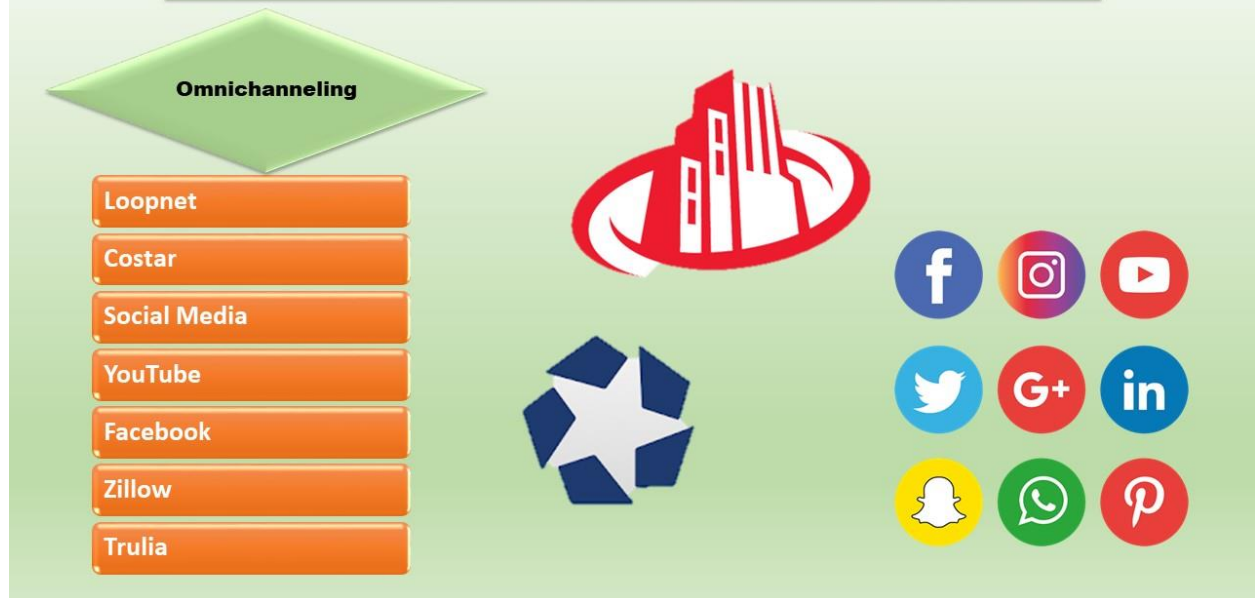 Omnichanneling
Loopnet
Costar
Social Media
YouTube
Facebook
Zillow
Trulia
f
G+
in